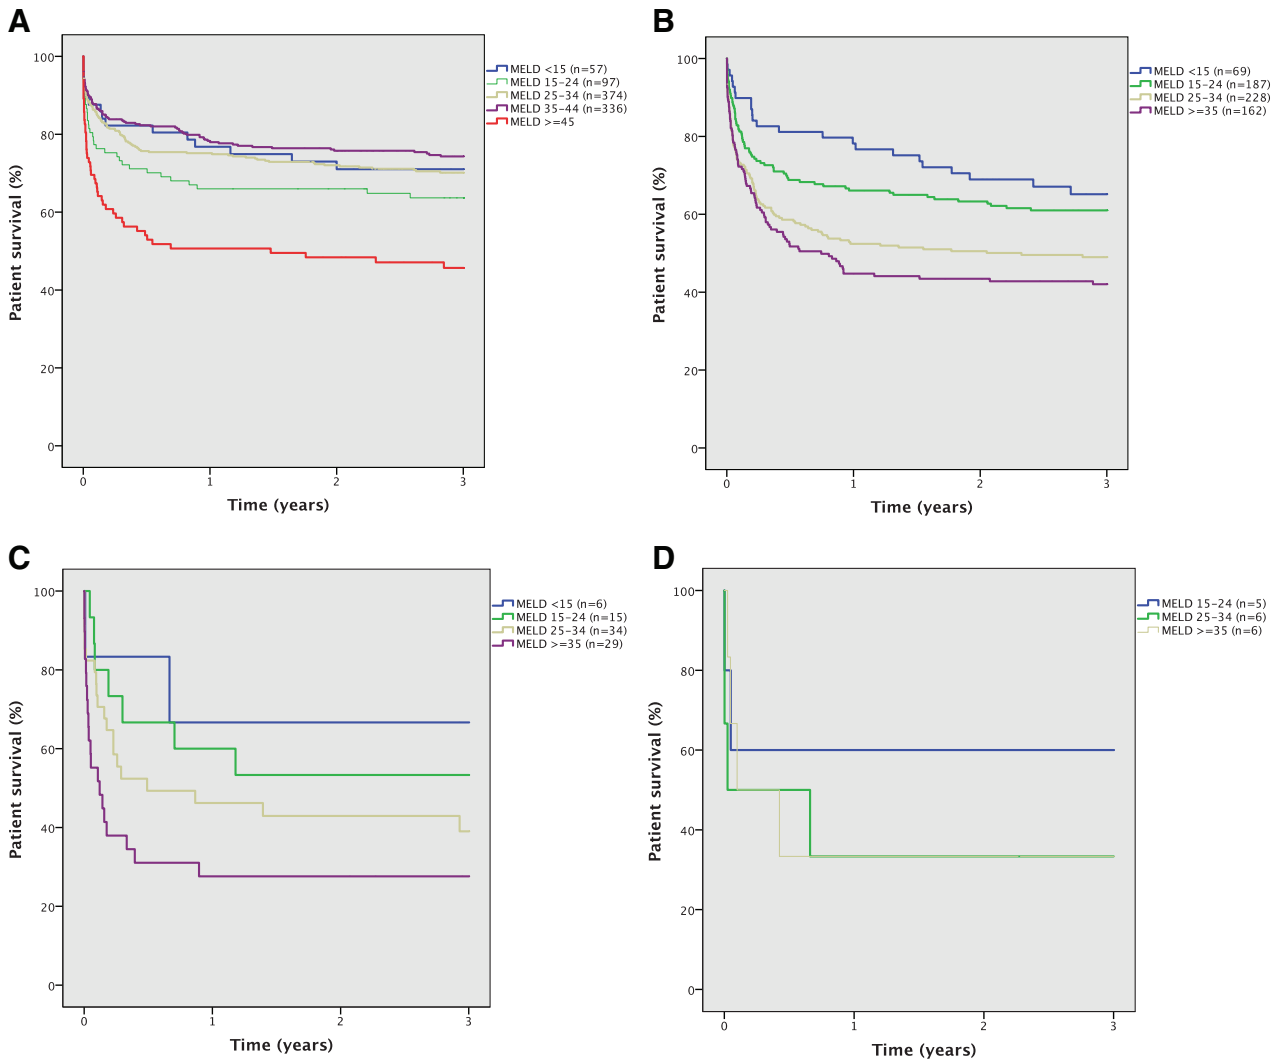 A
100
80
60
40
20
0
0 1 2 3
Patient survival (%)
Time (years)
MELD <15 (n=57)
MELD 15-24 (n=97)
MELD 25-34 (n=374)
MELD 35-44 (n=336)
MELD >=45
B
100
80
60
40
20
0
0 1 2 3
Patient survival (%)
Time (years)
MELD <15 (n=69)
MELD 15-24 (n=187)
MELD 25-34 (n=228)
MELD >=35 (n=162)
C
100
80
60
40
20
0
0 1 2 3
Patient survival (%)
Time (years)
MELD <15 (n=6)
MELD 15-24 (n=15)
MELD 25-34 (n=34)
MELD >=35 (n=29)
D
100
80
60
40
20
0
0 1 2 3
Patient survival (%)
Time (years)
MELD 15-24 (n=5)
MELD 25-34 (n=6)
MELD >=35 (n=6)